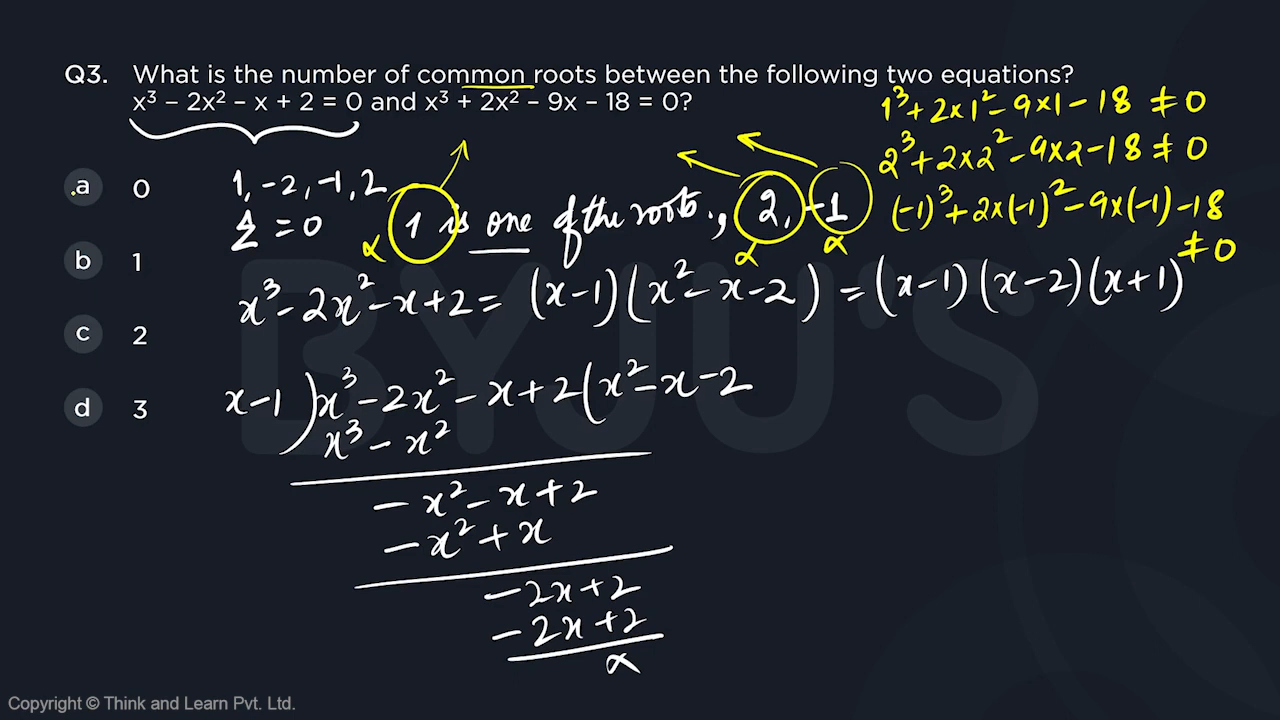 Q3. What is the number of common roots between the following two equations?
x³ – 2x² – x + 2 = 0 and x³ + 2x² – 9x – 18 = 0?
1³ + 2×1² – 9×1 – 18 ≠ 0
2³ + 2×2² – 9×2 – 18 ≠ 0
(-1)³ + 2×(-1)² – 9×(-1) – 18
≠ 0
a 0
1, -2, -1, 2
Σ = 0
1 is one of the roots., 2, -1
α α α
b 1
x³ – 2x² – x + 2 = (x–1)(x² – x – 2) = (x–1)(x–2)(x+1)
c 2
x–1)x³ – 2x² – x + 2(x² – x – 2
d 3
x³ – x²
– x² – x + 2
– x² + x
– 2x + 2
– 2x + 2
α
BYJU'S
Copyright © Think and Learn Pvt. Ltd.